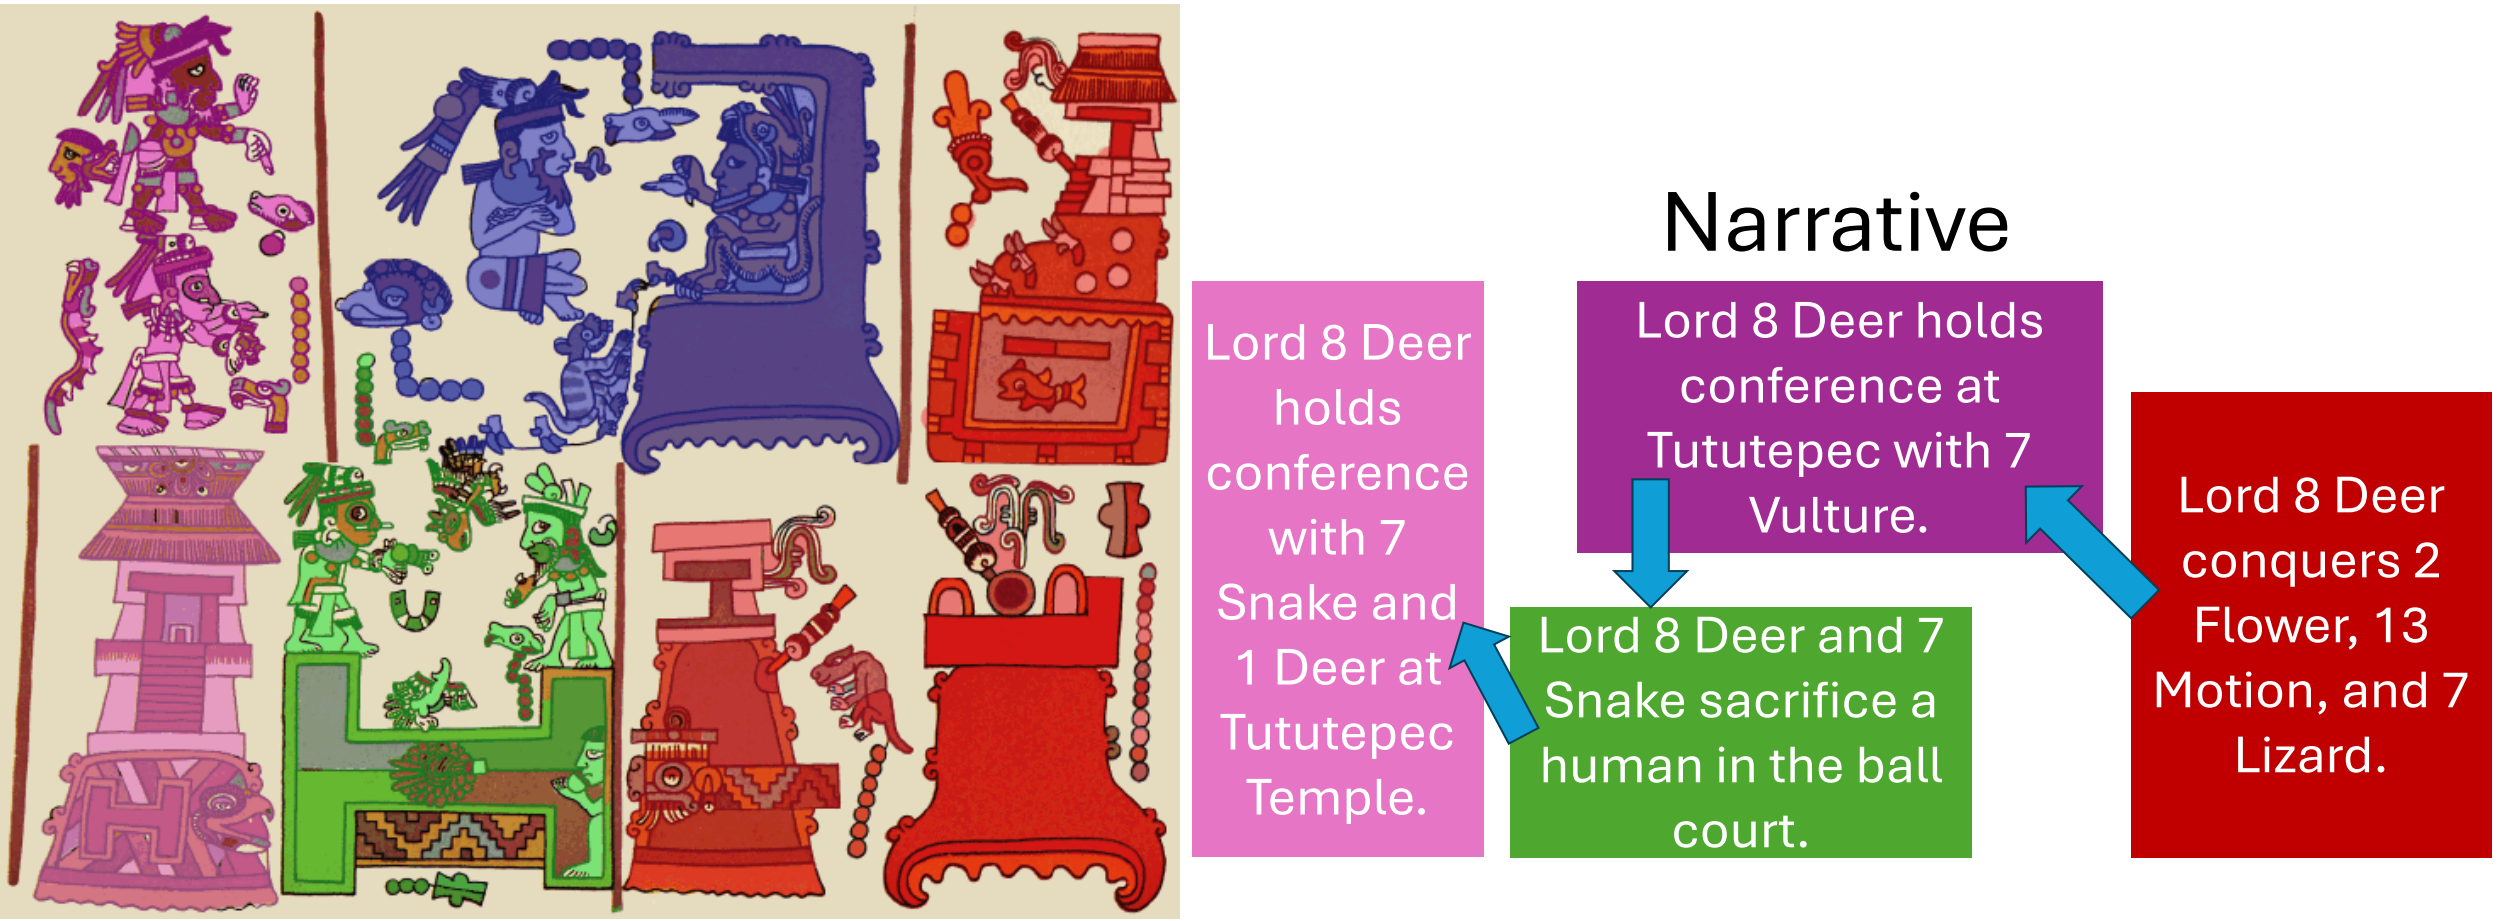 Narrative
Lord 8 Deer
holds
conference
with 7
Snake and
1 Deer at
Tututepec
Temple.
Lord 8 Deer holds
conference at
Tututepec with 7
Vulture.
Lord 8 Deer and 7
Snake sacrifice a
human in the ball
court.
Lord 8 Deer
conquers 2
Flower, 13
Motion, and 7
Lizard.